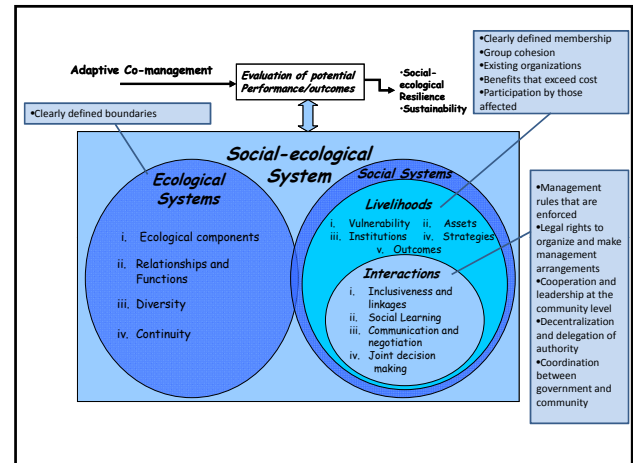 Adaptive Co-management
Evaluation of potential
Performance/outcomes
•Social-
ecological
Resilience
•Sustainability
•Clearly defined membership
•Group cohesion
•Existing organizations
•Benefits that exceed cost
•Participation by those
affected
•Clearly defined boundaries
Social-ecological
System
Ecological
Systems
i. Ecological components
ii. Relationships and
Functions
iii. Diversity
iv. Continuity
Social Systems
Livelihoods
i. Vulnerability ii. Assets
iii. Institutions iv. Strategies
v. Outcomes
Interactions
i. Inclusiveness and
linkages
ii. Social Learning
iii. Communication and
negotiation
iv. Joint decision
making
•Management
rules that are
enforced
•Legal rights to
organize and make
management
arrangements
•Cooperation and
leadership at the
community level
•Decentralization
and delegation of
authority
•Coordination
between
government and
community